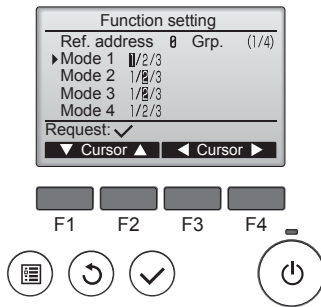 Function setting
Ref. address 0 Grp. (1/4)
Mode 1 1/2/3
Mode 2 1/2/3
Mode 3 1/2/3
Mode 4 1/2/3
Request: ✓
▼ Cursor ▲ ◀ Cursor ▶
F1 F2 F3 F4